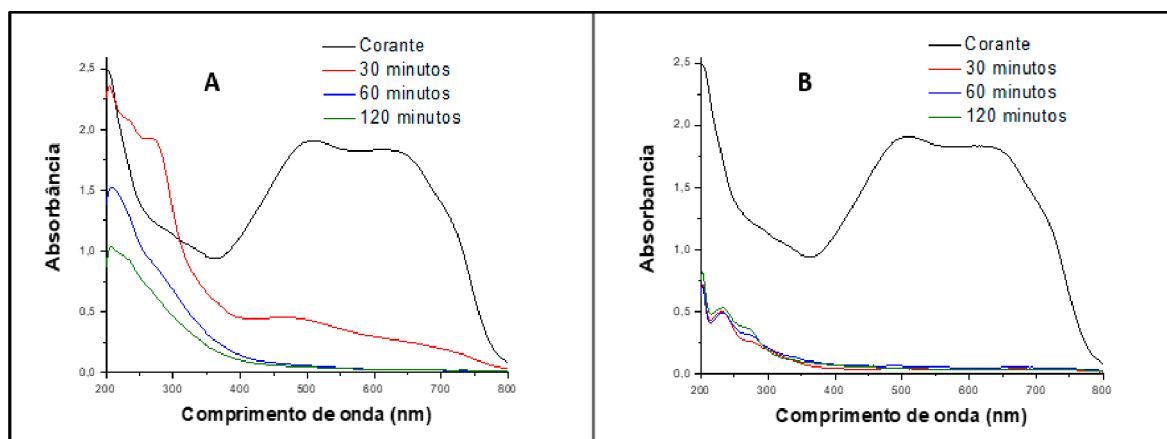 A
Corante
30 minutos
60 minutos
120 minutos
2,5
2,0
1,5
1,0
0,5
0,0
200 300 400 500 600 700 800
Absorbância
Comprimento de onda (nm)
B
Corante
30 minutos
60 minutos
120 minutos
2,5
2,0
1,5
1,0
0,5
0,0
200 300 400 500 600 700 800
Absorbancia
Comprimento de onda (nm)